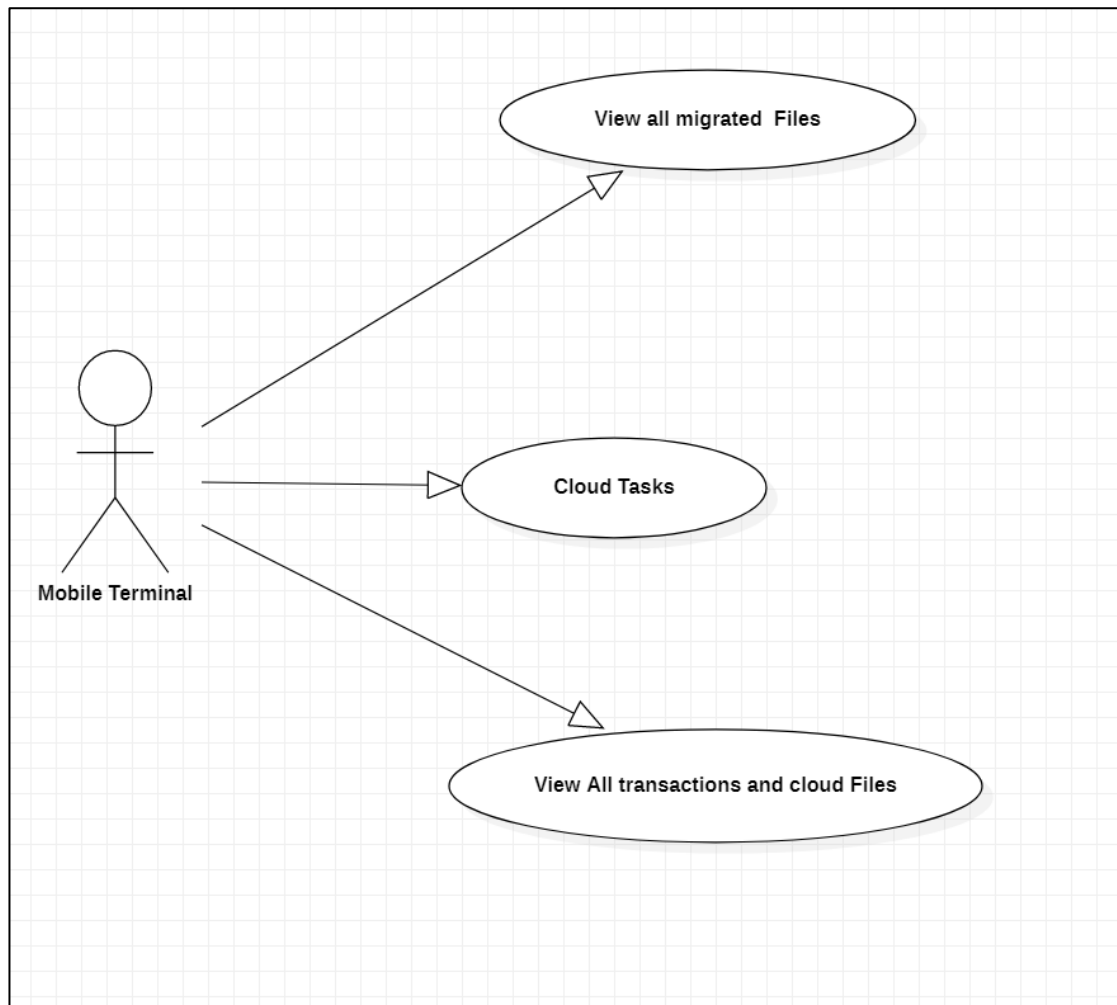 View all migrated  Files
Cloud Tasks
Mobile Terminal
View All transactions and cloud Files